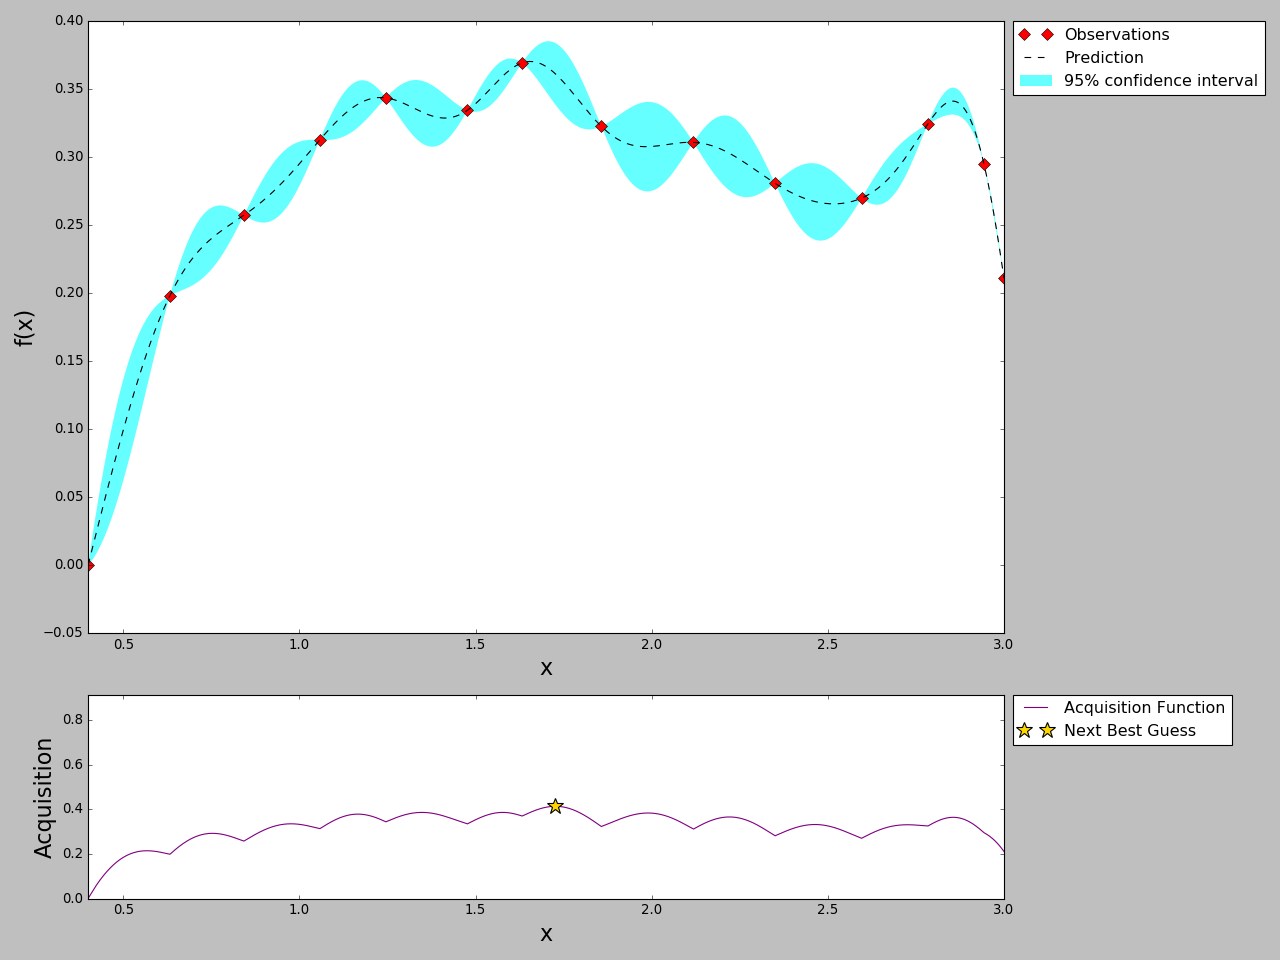 0.40
0.35
0.30
0.25
0.20
0.15
0.10
0.05
0.00
−0.05
f(x)
0.5 1.0 1.5 2.0 2.5 3.0
x
Observations
Prediction
95% confidence interval
0.8
0.6
0.4
0.2
0.0
Acquisition
0.5 1.0 1.5 2.0 2.5 3.0
x
Acquisition Function
Next Best Guess